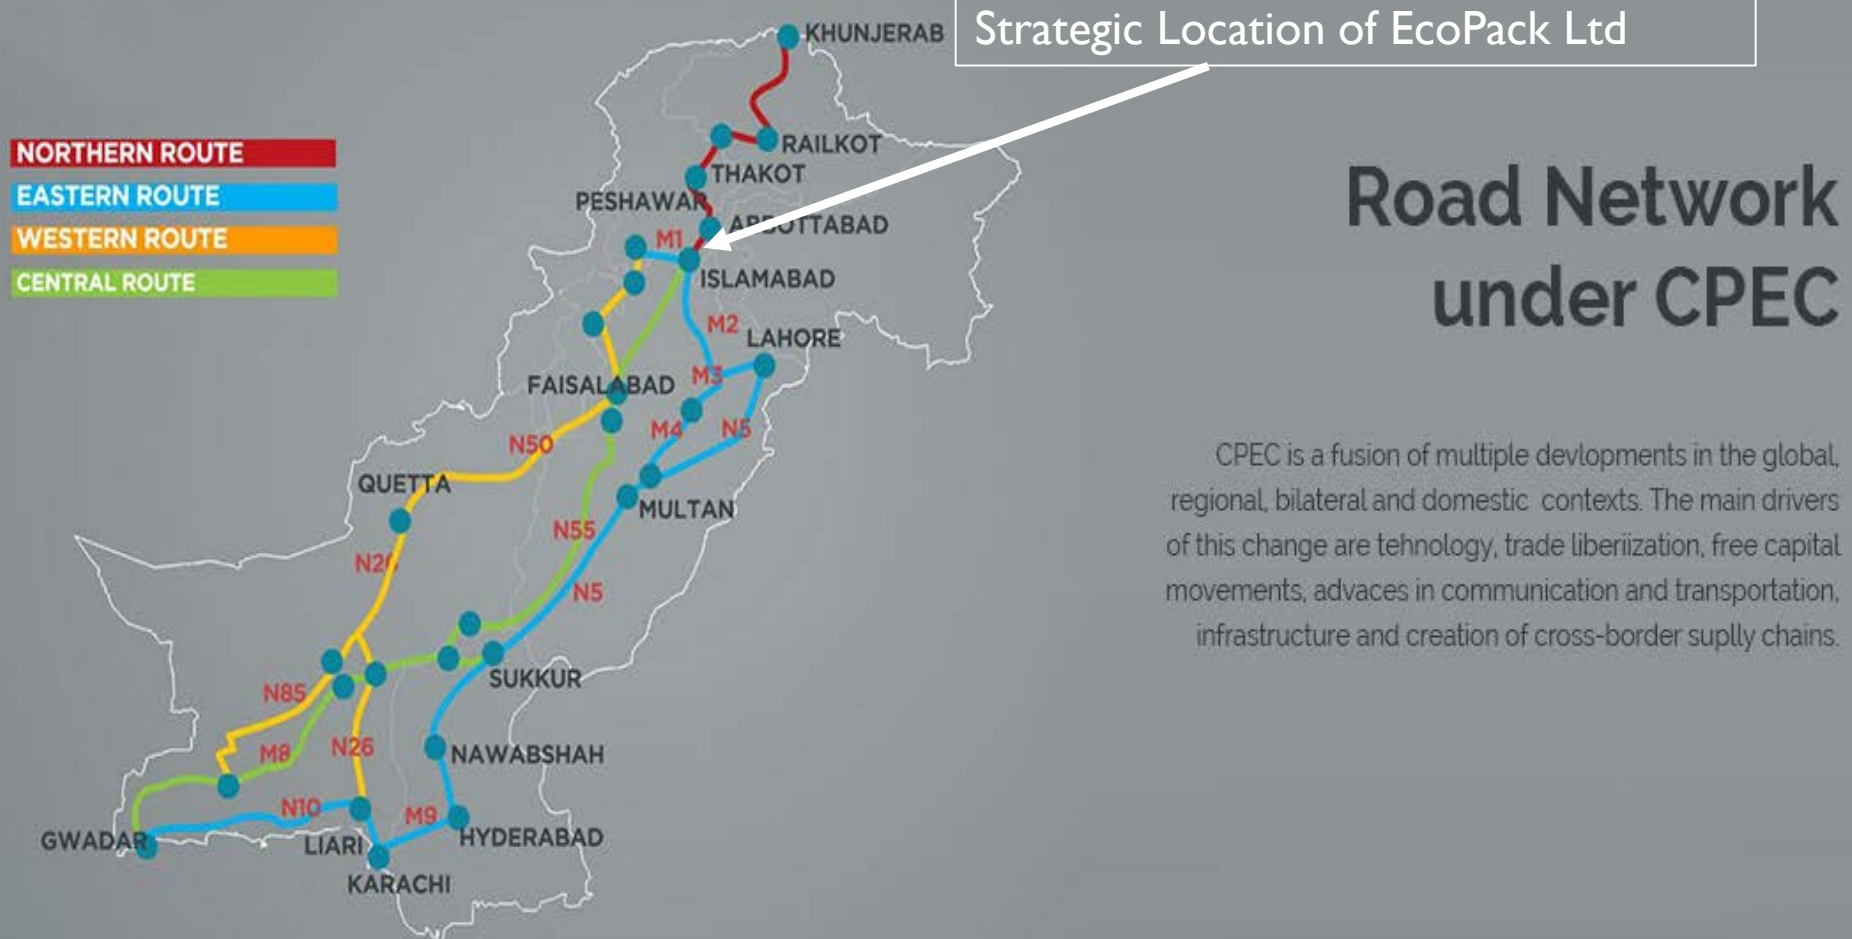 Strategic Location of EcoPack Ltd
NORTHERN ROUTE
EASTERN ROUTE
WESTERN ROUTE
CENTRAL ROUTE
KHUNJERAB
RAILKOT
THAKOT
PESHAWAR
ABBOTTABAD
M1
ISLAMABAD
M2
LAHORE
M3
FAISALABAD
M4
N5
N50
QUETTA
MULTAN
N55
N20
N5
SUKKUR
N85
M8
N26
NAWABSHAH
N10
M9
GWADAR
LIARI
HYDERABAD
KARACHI
Road Network
under CPEC
CPEC is a fusion of multiple devlopments in the global,
regional, bilateral and domestic contexts. The main drivers
of this change are tehnology, trade liberiization, free capital
movements, advaces in communication and transportation,
infrastructure and creation of cross-border suplly chains.